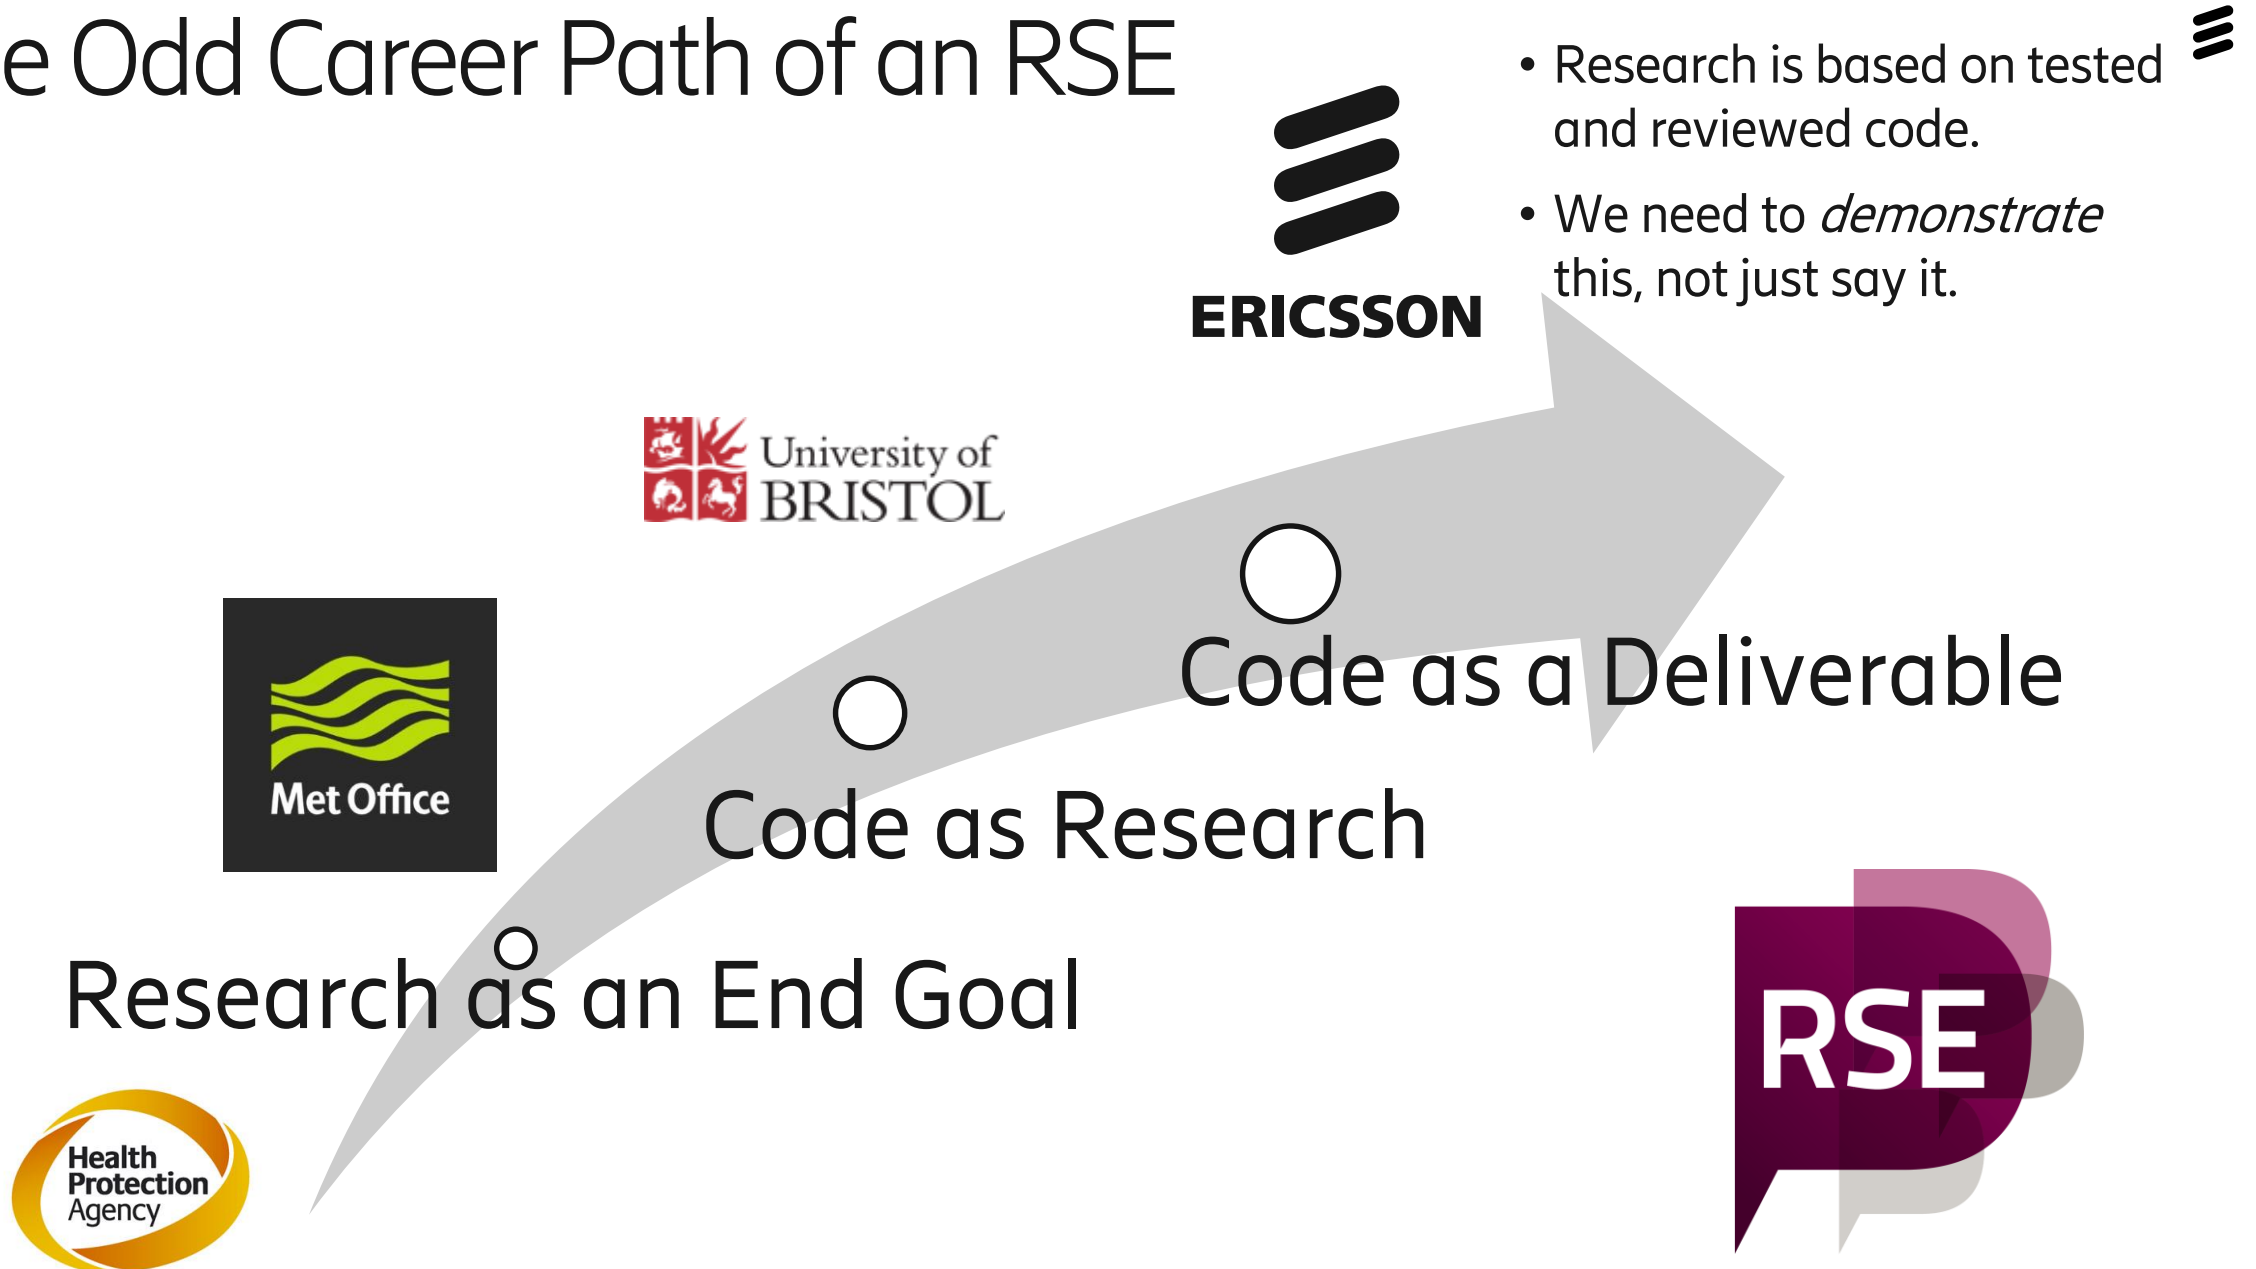 e Odd Career Path of an RSE
• Research is based on tested
and reviewed code.
• We need to demonstrate
this, not just say it.
ERICSSON
University of
BRISTOL
Met Office
Code as a Deliverable
Code as Research
Research as an End Goal
RSE
Health
Protection
Agency